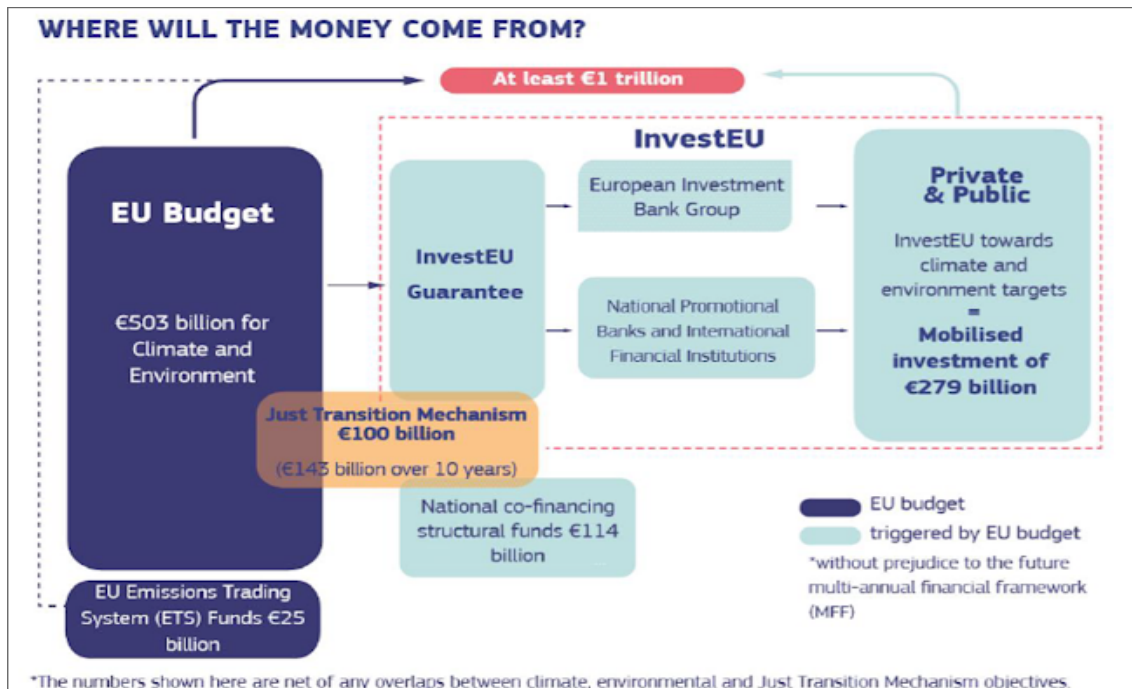 WHERE WILL THE MONEY COME FROM?
At least €1 trillion
InvestEU
EU Budget
€503 billion for
Climate and
Environment
InvestEU
Guarantee
European Investment
Bank Group
National Promotional
Banks and International
Financial Institutions
Private
& Public
InvestEU towards
climate and
environment targets
=
Mobilised
investment of
€279 billion
Just Transition Mechanism
€100 billion
(€143 billion over 10 years)
National co-financing
structural funds €114
billion
EU Emissions Trading
System (ETS) Funds €25
billion
EU budget
triggered by EU budget
*without prejudice to the future
multi-annual financial framework
(MFF)
*The numbers shown here are net of any overlaps between climate, environmental and Just Transition Mechanism objectives.